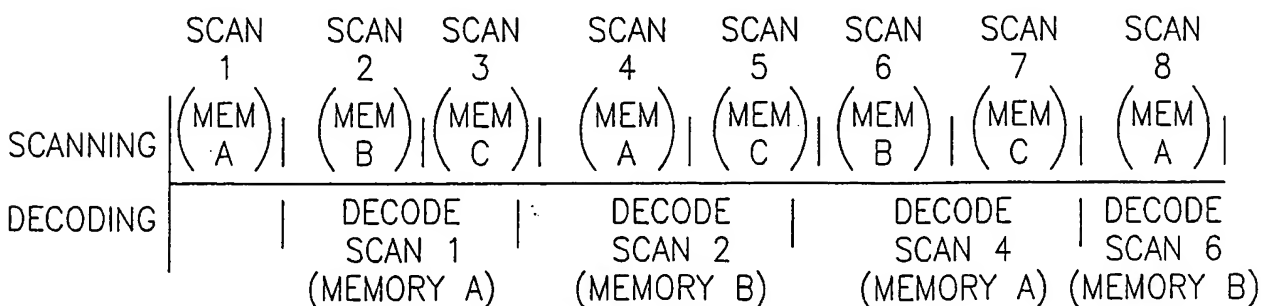 SCAN SCAN SCAN SCAN SCAN SCAN SCAN SCAN
1 2 3 4 5 6 7 8
SCANNING (MEM A) (MEM B) (MEM C) (MEM A) (MEM C) (MEM B) (MEM C) (MEM A)
DECODING DECODE DECODE DECODE DECODE
SCAN 1 SCAN 2 SCAN 4 SCAN 6
(MEMORY A) (MEMORY B) (MEMORY A) (MEMORY B)